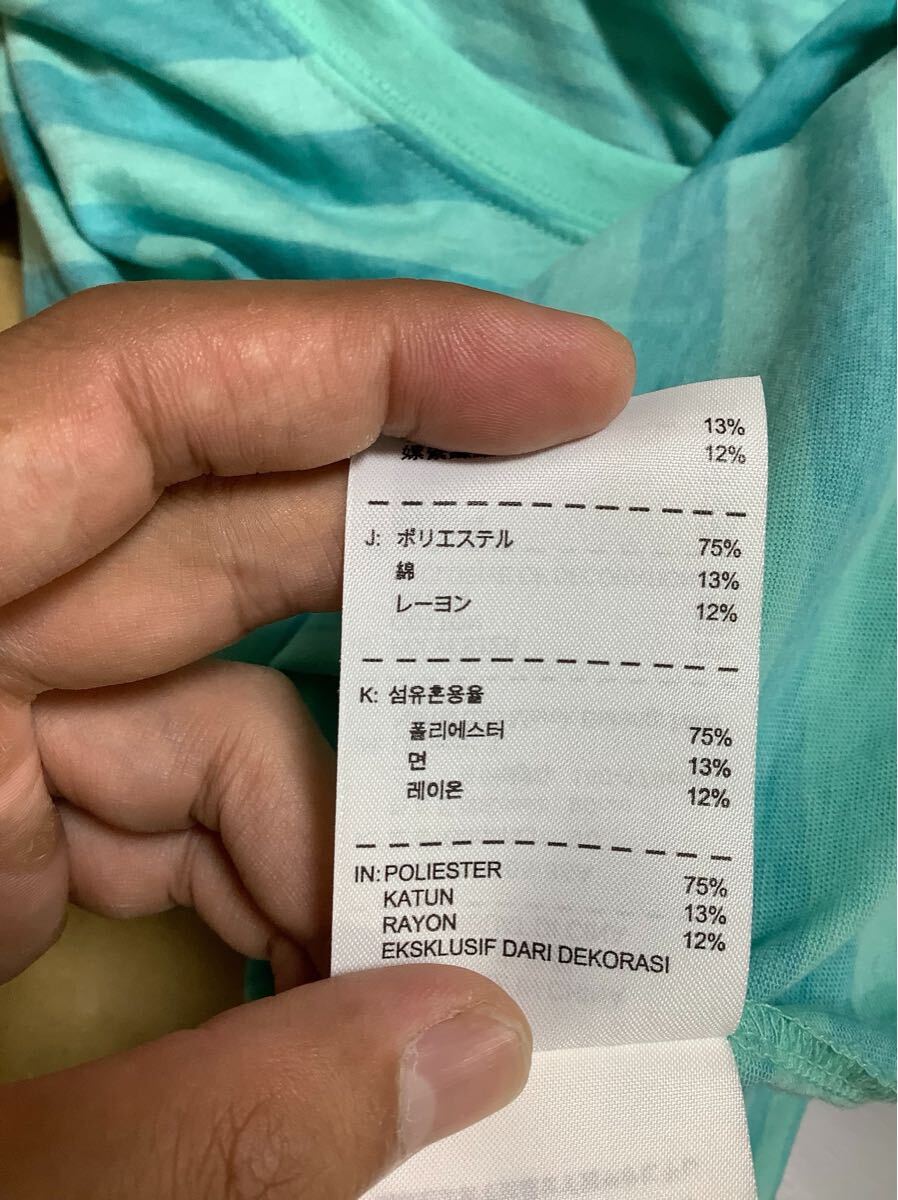 13%
12%
J: ポリエステル 75%
綿 13%
レーヨン 12%
K: 섬유혼용율
폴리에스터 75%
면 13%
레이온 12%
IN: POLIESTER 75%
KATUN 13%
RAYON 12%
EKSKLUSIF DARI DEKORASI